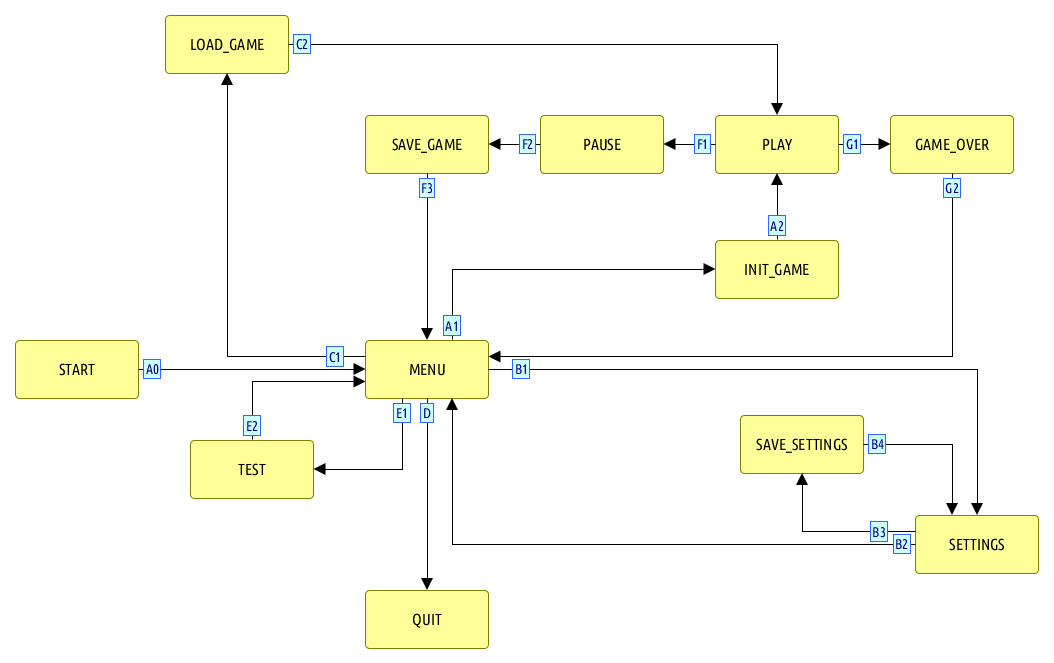 LOAD_GAME
C2
SAVE_GAME
F2
PAUSE
F1
PLAY
G1
GAME_OVER
F3
G2
A2
INIT_GAME
A1
START
A0
C1
MENU
B1
E2
E1
D
TEST
SAVE_SETTINGS
B4
B3
B2
SETTINGS
QUIT